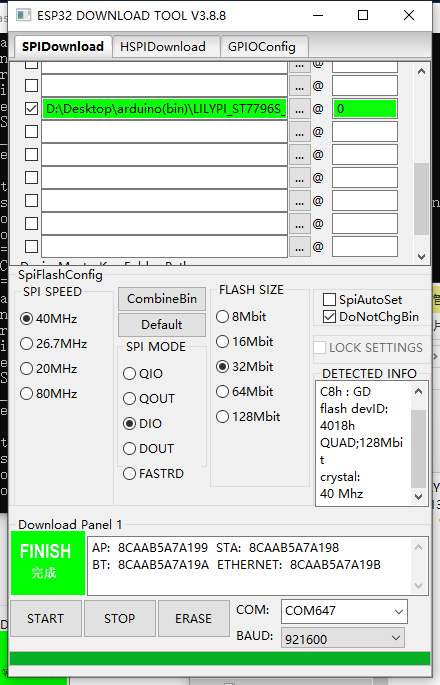 ESP32 DOWNLOAD TOOL V3.8.8
SPIDownload HSPIDownload GPIOConfig
... @
D:\Desktop\arduino(bin)\LILYPI_ST7796S_ ... @ 0
... @
... @
... @
... @
... @
... @
SpiFlashConfig
SPI SPEED
40MHz
26.7MHz
20MHz
80MHz
CombineBin
Default
SPI MODE
QIO
QOUT
DIO
DOUT
FASTRD
FLASH SIZE
8Mbit
16Mbit
32Mbit
64Mbit
128Mbit
SpiAutoSet
DoNotChgBin
LOCK SETTINGS
DETECTED INFO
C8h : GD
flash devID:
4018h
QUAD;128Mbi
t
crystal:
40 Mhz
Download Panel 1
FINISH
完成
AP: 8CAAB5A7A199 STA: 8CAAB5A7A198
BT: 8CAAB5A7A19A ETHERNET: 8CAAB5A7A19B
START STOP ERASE
COM: COM647
BAUD: 921600